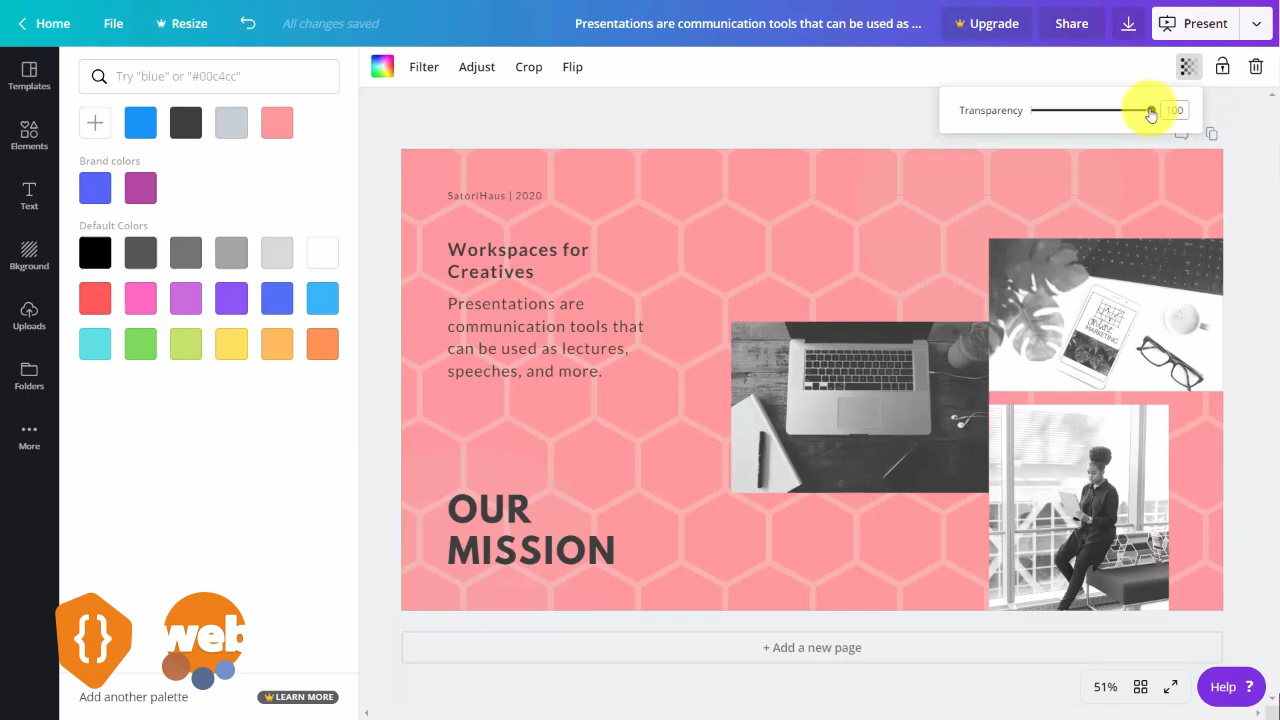 Home
File
Resize
All changes saved
Presentations are communication tools that can be used as ...
Upgrade
Share
Present
Filter
Adjust
Crop
Flip
Transparency
100
Templates
Elements
Text
Bkground
Uploads
Folders
More
Try "blue" or "#00c4cc"
Brand colors
Default Colors
SatoriHaus | 2020
Workspaces for
Creatives
Presentations are
communication tools that
can be used as lectures,
speeches, and more.
OUR
MISSION
MARKETING
+ Add a new page
{}
web
Add another palette
LEARN MORE
51%
Help ?